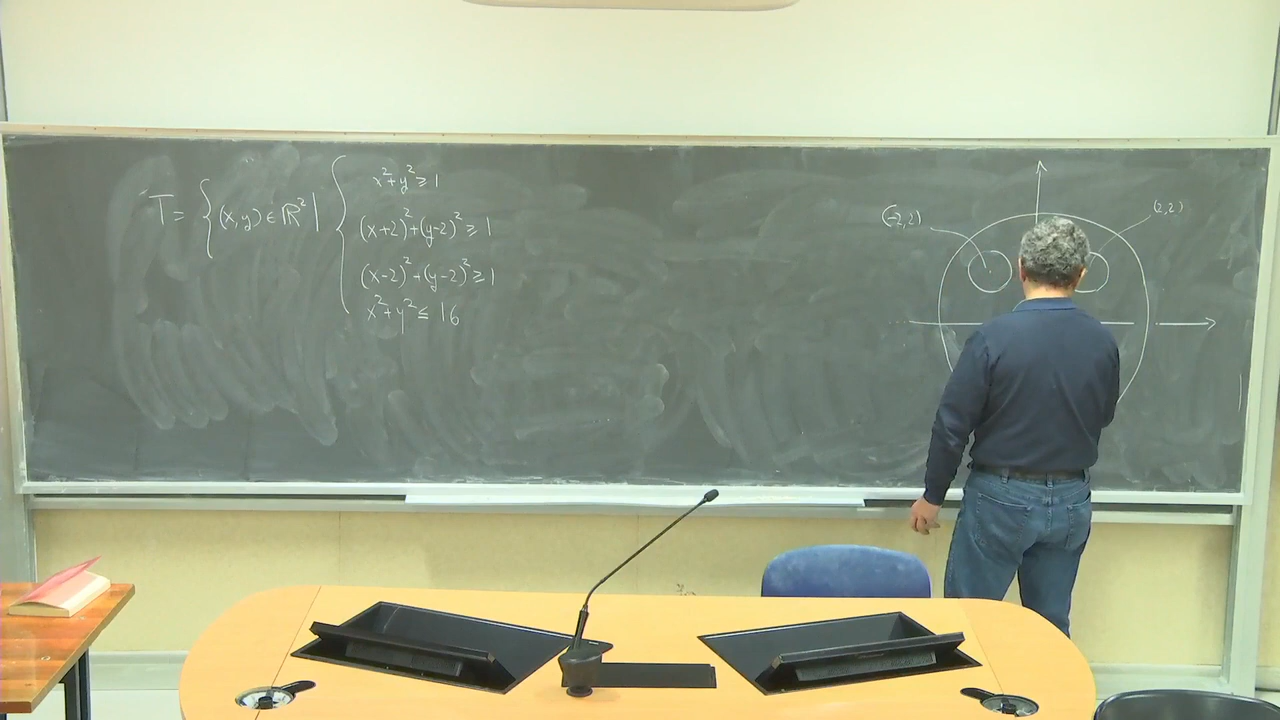 T = { (x,y) ∈ ℝ² | {
x²+y² ≥ 1
(x+2)²+(y-2)² ≥ 1
(x-2)²+(y-2)² ≥ 1
x²+y² ≤ 16
(-2,2)
(2,2)